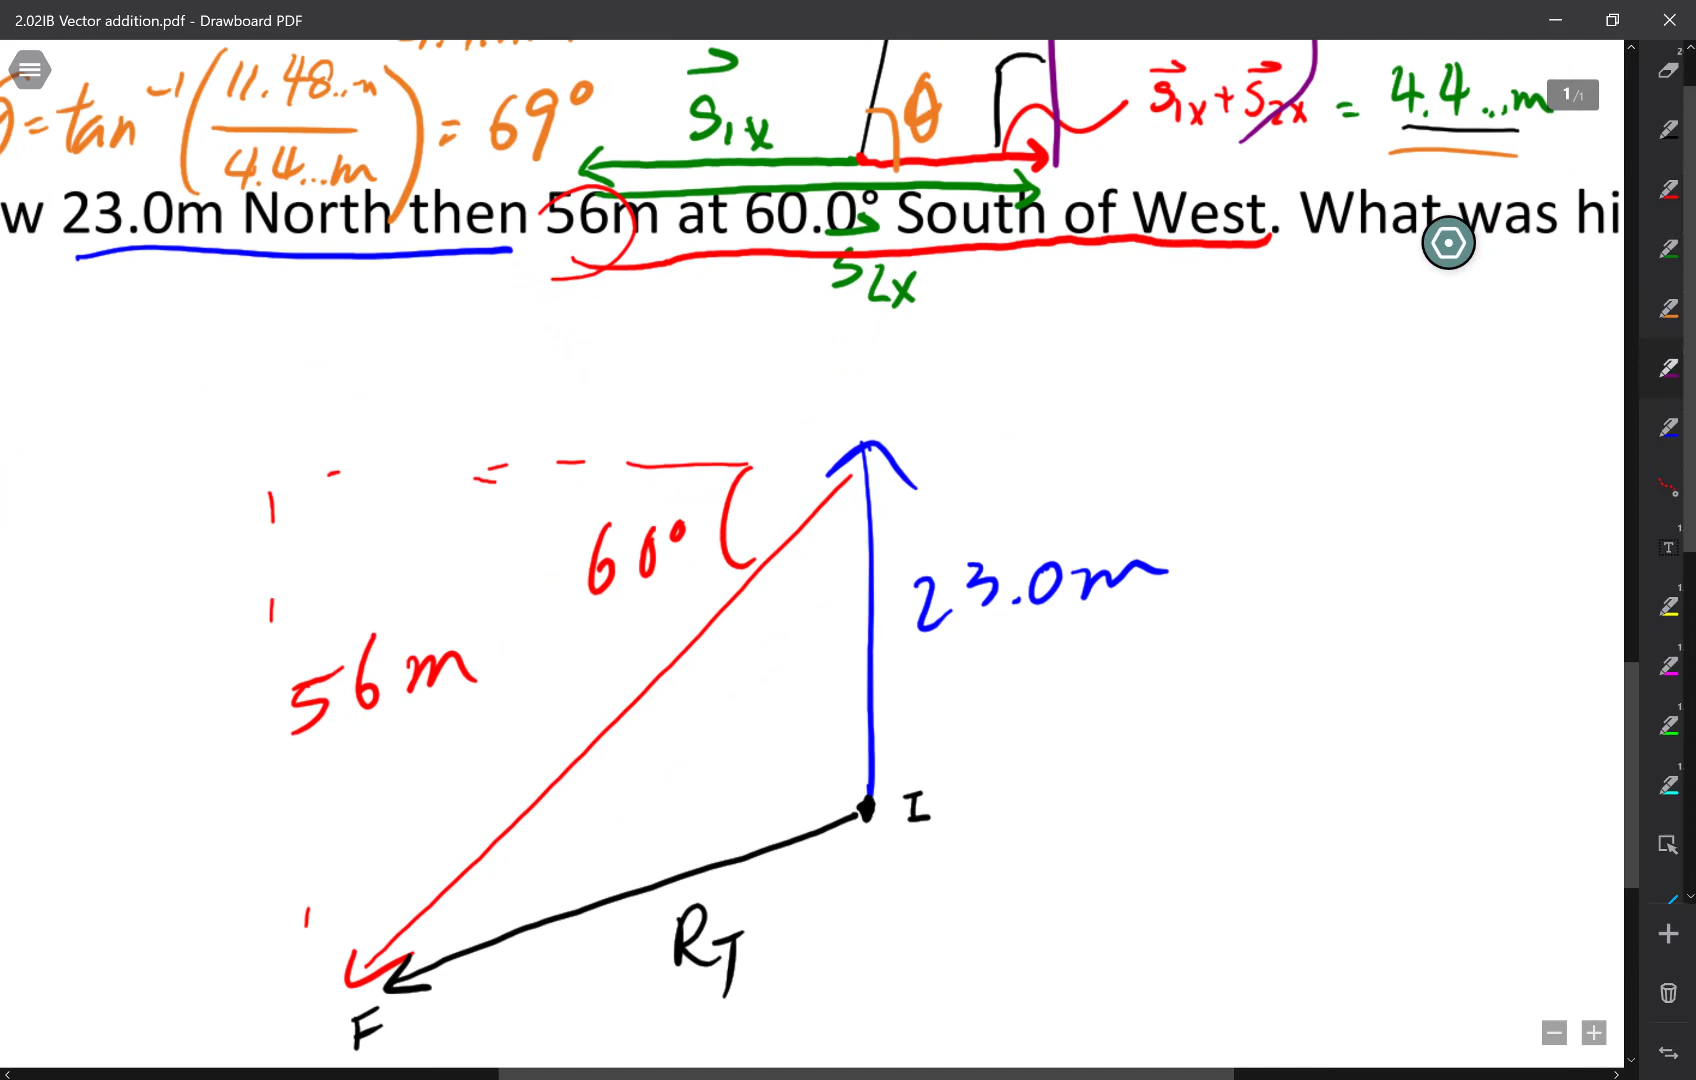 2.02IB Vector addition.pdf - Drawboard PDF
θ = tan⁻¹(11.48..m / 4.4...m) = 69°
S₁ₓ
θ
S₁ₓ + S₂ₓ = 4.4...m
1/1
w 23.0m North then 56m at 60.0° South of West. What was hi
S₂ₓ
60°
23.0m
56m
I
R_T
F